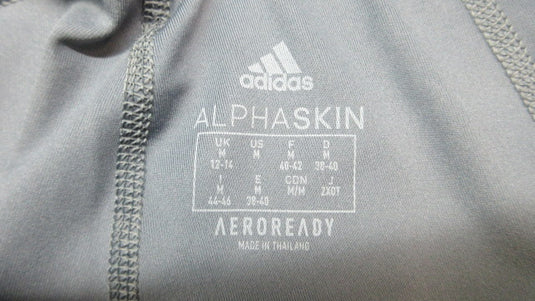 adidas
ALPHASKIN
UK US F D
M M M M
12-14 40-42 38-40
I E CDN J
M M M/M 2XOT
44-46 38-40
AEROREADY
MADE IN THAILAND